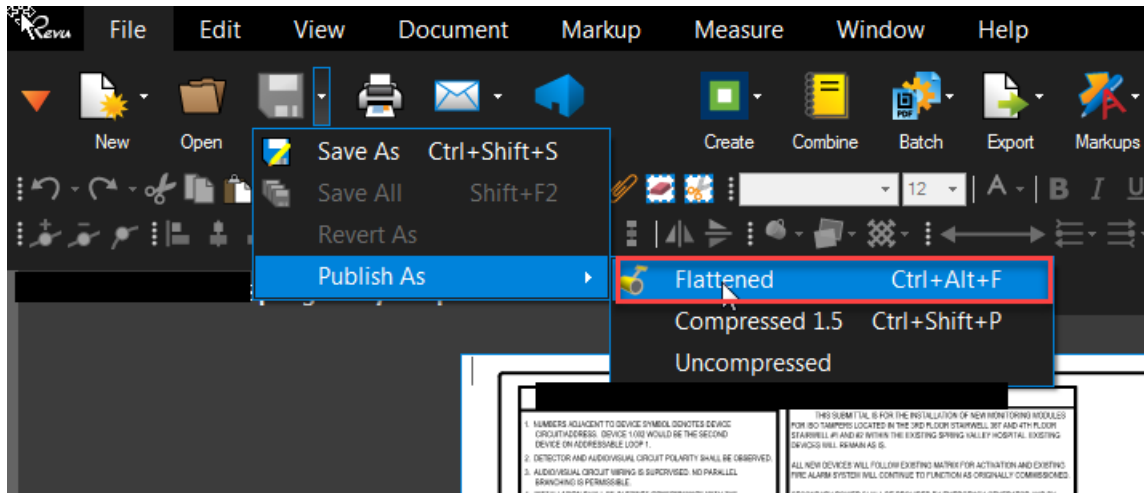 Revu File Edit View Document Markup Measure Window Help
New Open Create Combine Batch Export Markups
Save As Ctrl+Shift+S
Save All Shift+F2
12 A B I U
Revert As
Publish As
Flattened Ctrl+Alt+F
Compressed 1.5 Ctrl+Shift+P
Uncompressed
1. NUMBERS ADJACENT TO DEVICE SYMBOL DENOTES DEVICE
CIRCUIT/ADDRESS. DEVICE 1.002 WOULD BE THE SECOND
DEVICE ON ADDRESSABLE LOOP 1.
2. DETECTOR AND AUDIO/VISUAL CIRCUIT POLARITY SHALL BE OBSERVED.
3. AUDIO/VISUAL CIRCUIT WIRING IS SUPERVISED. NO PARALLEL
BRANCHING IS PERMISSIBLE.
THIS SUBMITTAL IS FOR THE INSTALLATION OF NEW MONITORING MODULES
FOR ISO TAMPERS LOCATED IN THE 3RD FLOOR STAIRWELL AND 4TH FLOOR
STAIRWELL #1 AND #2 WITHIN THE EXISTING SPRING VALLEY HOSPITAL. EXISTING
DEVICES WILL REMAIN AS IS.
ALL NEW DEVICES WILL FOLLOW EXISTING MATRIX FOR ACTIVATION AND EXISTING
FIRE ALARM SYSTEM WILL CONTINUE TO FUNCTION AS ORIGINALLY COMMISSIONED.